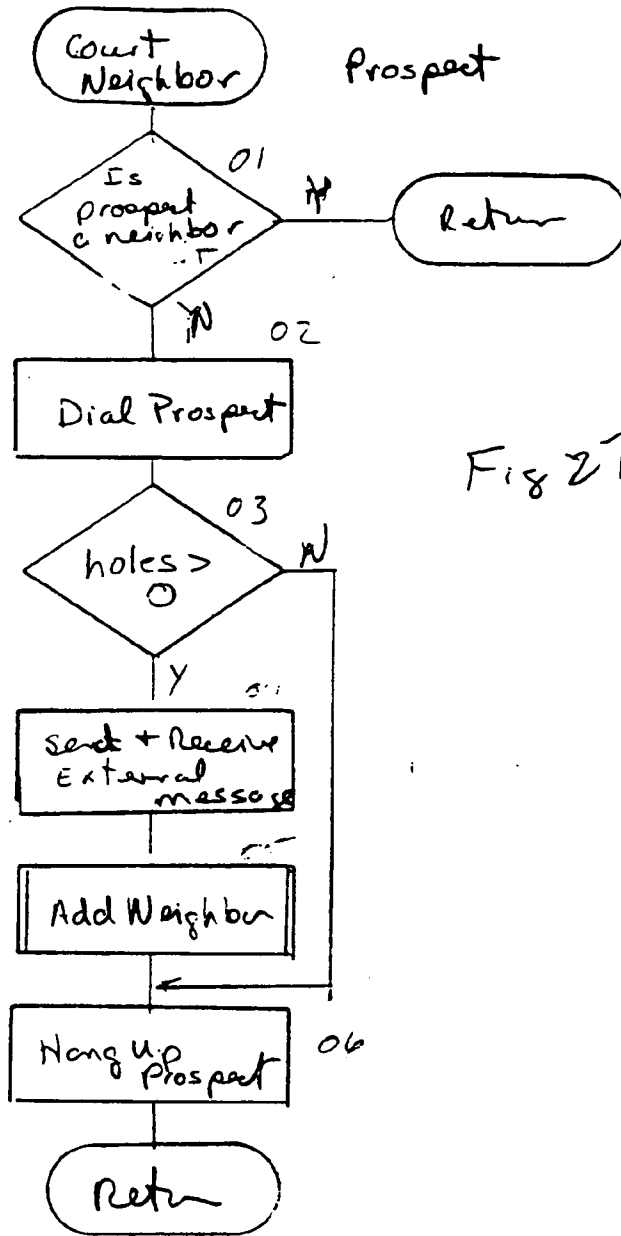 Court
Neighbor
Prospect
01
Is
prospect
a neighbor
Return
N
02
Dial Prospect
Fig 27
03
holes >
0
N
Y
Send + Receive
External
message
Add Neighbor
Hang Up
Prospect
06
Return